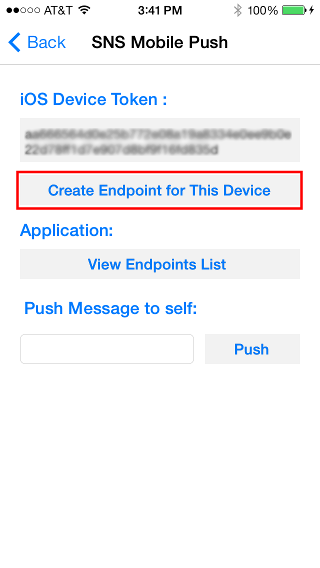 AT&T 3:41 PM 100%
Back SNS Mobile Push
iOS Device Token :
Create Endpoint for This Device
Application:
View Endpoints List
Push Message to self:
Push